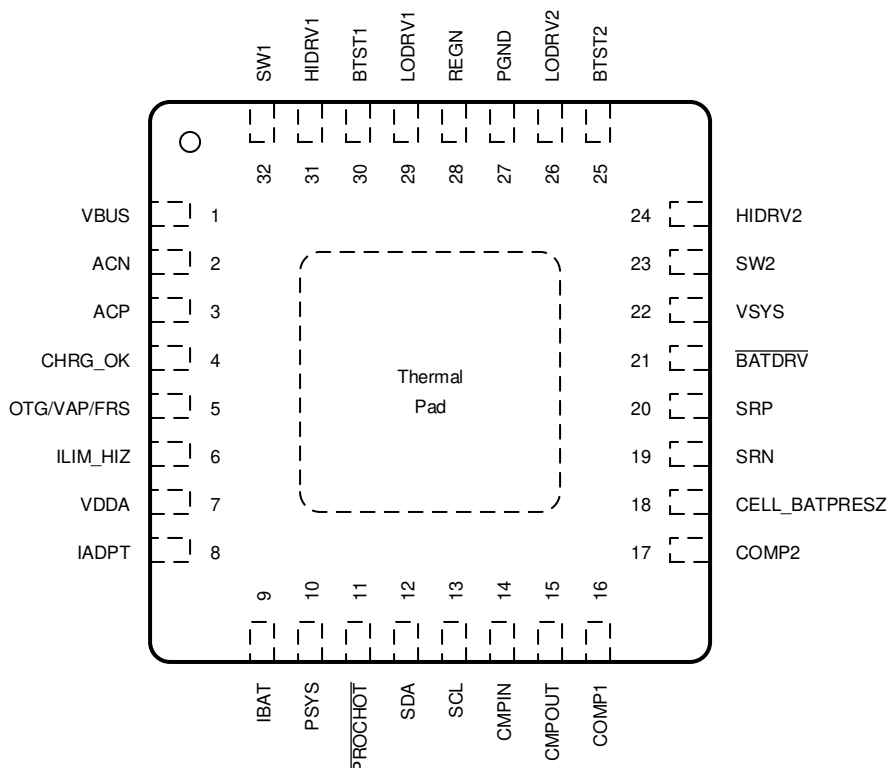 SW1
HIDRV1
BTST1
LODRV1
REGN
PGND
LODRV2
BTST2
32
31
30
29
28
27
26
25
VBUS 1
ACN 2
ACP 3
CHRG_OK 4
OTG/VAP/FRS 5
ILIM_HIZ 6
VDDA 7
IADPT 8
Thermal
Pad
24 HIDRV2
23 SW2
22 VSYS
21 BATDRV
20 SRP
19 SRN
18 CELL_BATPRESZ
17 COMP2
9
10
11
12
13
14
15
16
IBAT
PSYS
PROCHOT
SDA
SCL
CMPIN
CMPOUT
COMP1